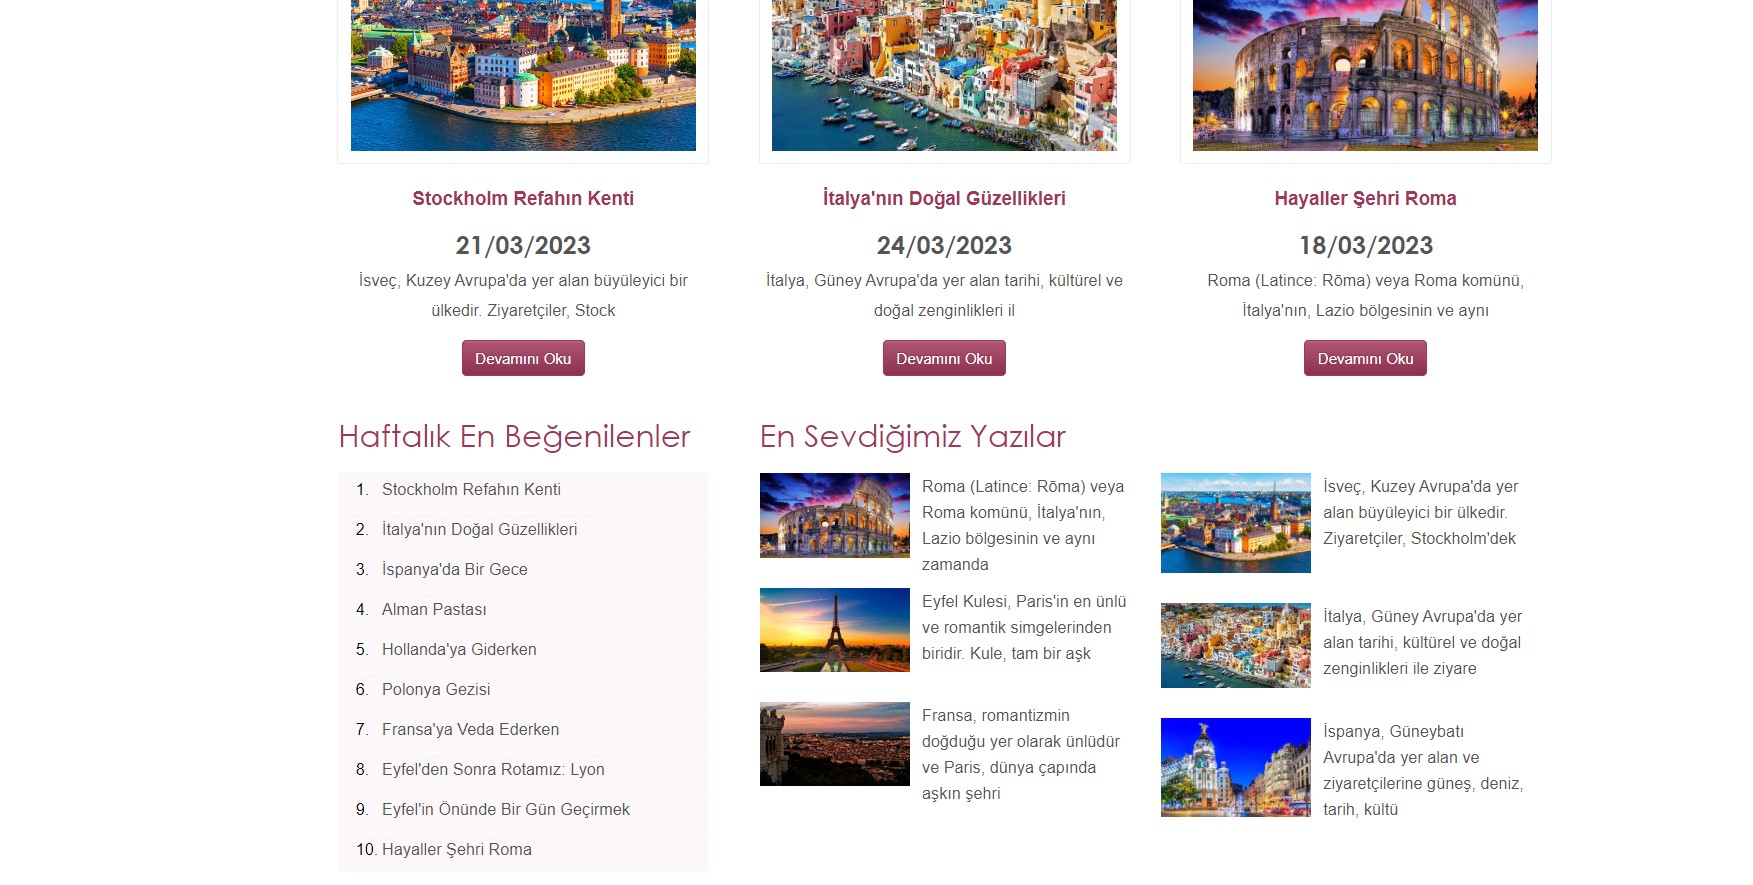 Stockholm Refahın Kenti
21/03/2023
İsveç, Kuzey Avrupa'da yer alan büyüleyici bir
ülkedir. Ziyaretçiler, Stock
Devamını Oku
İtalya'nın Doğal Güzellikleri
24/03/2023
İtalya, Güney Avrupa'da yer alan tarihi, kültürel ve
doğal zenginlikleri il
Devamını Oku
Hayaller Şehri Roma
18/03/2023
Roma (Latince: Rōma) veya Roma komünü,
İtalya'nın, Lazio bölgesinin ve aynı
Devamını Oku
Haftalık En Beğenilenler
1. Stockholm Refahın Kenti
2. İtalya'nın Doğal Güzellikleri
3. İspanya'da Bir Gece
4. Alman Pastası
5. Hollanda'ya Giderken
6. Polonya Gezisi
7. Fransa'ya Veda Ederken
8. Eyfel'den Sonra Rotamız: Lyon
9. Eyfel'in Önünde Bir Gün Geçirmek
10. Hayaller Şehri Roma
En Sevdiğimiz Yazılar
Roma (Latince: Rōma) veya
Roma komünü, İtalya'nın,
Lazio bölgesinin ve aynı
zamanda
Eyfel Kulesi, Paris'in en ünlü
ve romantik simgelerinden
biridir. Kule, tam bir aşk
Fransa, romantizmin
doğduğu yer olarak ünlüdür
ve Paris, dünya çapında
aşkın şehri
İsveç, Kuzey Avrupa'da yer
alan büyüleyici bir ülkedir.
Ziyaretçiler, Stockholm'dek
İtalya, Güney Avrupa'da yer
alan tarihi, kültürel ve doğal
zenginlikleri ile ziyare
İspanya, Güneybatı
Avrupa'da yer alan ve
ziyaretçilerine güneş, deniz,
tarih, kültü